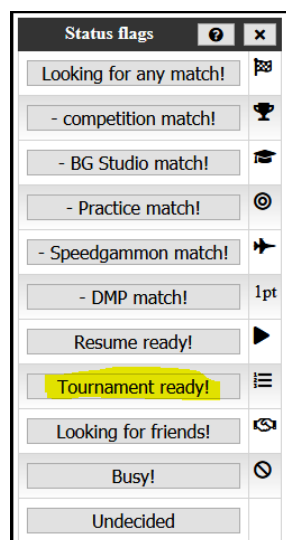 Status flags ? ×
Looking for any match!
- competition match!
- BG Studio match!
- Practice match!
- Speedgammon match!
- DMP match! 1pt
Resume ready!
Tournament ready!
Looking for friends!
Busy!
Undecided